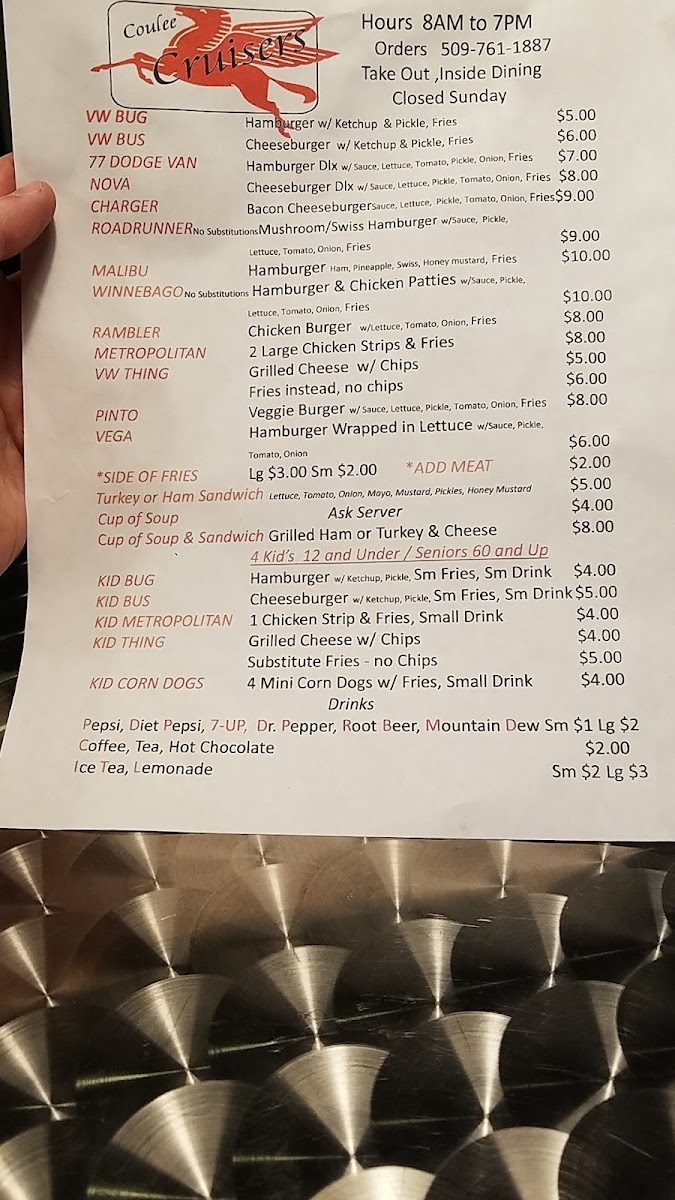 Coulee
Cruisers
Hours 8AM to 7PM
Orders 509-761-1887
Take Out ,Inside Dining
Closed Sunday
VW BUG Hamburger w/ Ketchup & Pickle, Fries $5.00
VW BUS Cheeseburger w/ Ketchup & Pickle, Fries $6.00
77 DODGE VAN Hamburger Dlx w/ Sauce, Lettuce, Tomato, Pickle, Onion, Fries $7.00
NOVA Cheeseburger Dlx w/ Sauce, Lettuce, Pickle, Tomato, Onion, Fries $8.00
CHARGER Bacon Cheeseburger Sauce, Lettuce, Pickle, Tomato, Onion, Fries $9.00
ROADRUNNER No Substitutions Mushroom/Swiss Hamburger w/Sauce, Pickle,
Lettuce, Tomato, Onion, Fries $9.00
MALIBU Hamburger Ham, Pineapple, Swiss, Honey mustard, Fries $10.00
WINNEBAGO No Substitutions Hamburger & Chicken Patties w/Sauce, Pickle,
Lettuce, Tomato, Onion, Fries $10.00
RAMBLER Chicken Burger w/Lettuce, Tomato, Onion, Fries $8.00
METROPOLITAN 2 Large Chicken Strips & Fries $8.00
VW THING Grilled Cheese w/ Chips $5.00
Fries instead, no chips $6.00
PINTO Veggie Burger w/ Sauce, Lettuce, Pickle, Tomato, Onion, Fries $8.00
VEGA Hamburger Wrapped in Lettuce w/Sauce, Pickle,
Tomato, Onion $6.00
*SIDE OF FRIES Lg $3.00 Sm $2.00 *ADD MEAT $2.00
Turkey or Ham Sandwich Lettuce, Tomato, Onion, Mayo, Mustard, Pickles, Honey Mustard $5.00
Cup of Soup Ask Server $4.00
Cup of Soup & Sandwich Grilled Ham or Turkey & Cheese $8.00
4 Kid's 12 and Under / Seniors 60 and Up
KID BUG Hamburger w/ Ketchup, Pickle, Sm Fries, Sm Drink $4.00
KID BUS Cheeseburger w/ Ketchup, Pickle, Sm Fries, Sm Drink $5.00
KID METROPOLITAN 1 Chicken Strip & Fries, Small Drink $4.00
KID THING Grilled Cheese w/ Chips $4.00
Substitute Fries - no Chips $5.00
KID CORN DOGS 4 Mini Corn Dogs w/ Fries, Small Drink $4.00
Drinks
Pepsi, Diet Pepsi, 7-UP, Dr. Pepper, Root Beer, Mountain Dew Sm $1 Lg $2
Coffee, Tea, Hot Chocolate $2.00
Ice Tea, Lemonade Sm $2 Lg $3